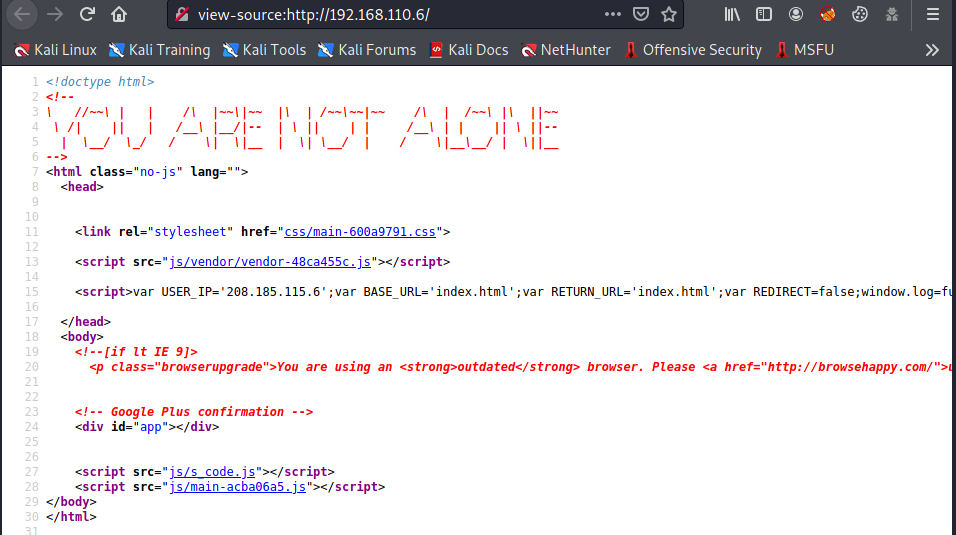 view-source:http://192.168.110.6/
Kali Linux Kali Training Kali Tools Kali Forums Kali Docs NetHunter Offensive Security MSFU
1 <!doctype html>
2 <!--
3 \   //~~\ |   |    /\  |~~\|~~  |\  | /~~\~~|~~    /\  |  /~~\ |\  ||~~
4  \ /|    ||   |   /__\ |__/|--  | \ ||    | |     /__\ | |    || \ ||--
5   |  \__/  \_/   /    \|  \|__  |  \| \__/  |    /    \|__\__/ |  \||__
6 -->
7 <html class="no-js" lang="">
8   <head>
9
10
11     <link rel="stylesheet" href="css/main-600a9791.css">
12
13     <script src="js/vendor/vendor-48ca455c.js"></script>
14
15     <script>var USER_IP='208.185.115.6';var BASE_URL='index.html';var RETURN_URL='index.html';var REDIRECT=false;window.log=fu
16
17   </head>
18   <body>
19     <!--[if lt IE 9]>
20       <p class="browserupgrade">You are using an <strong>outdated</strong> browser. Please <a href="http://browsehappy.com/">u
21
22
23     <!-- Google Plus confirmation -->
24     <div id="app"></div>
25
26
27     <script src="js/s_code.js"></script>
28     <script src="js/main-acba06a5.js"></script>
29 </body>
30 </html>
31